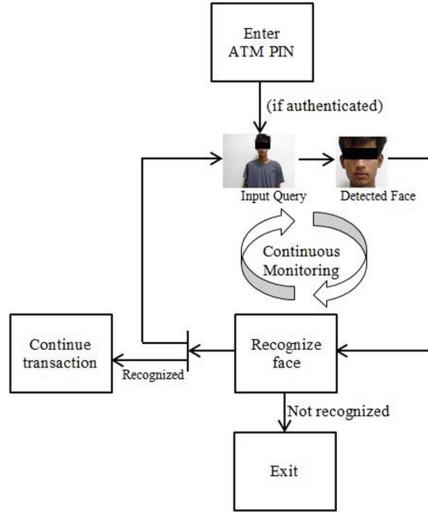 Enter
ATM PIN
(if authenticated)
Input Query
Detected Face
Continuous
Monitoring
Continue
transaction
Recognized
Recognize
face
Not recognized
Exit